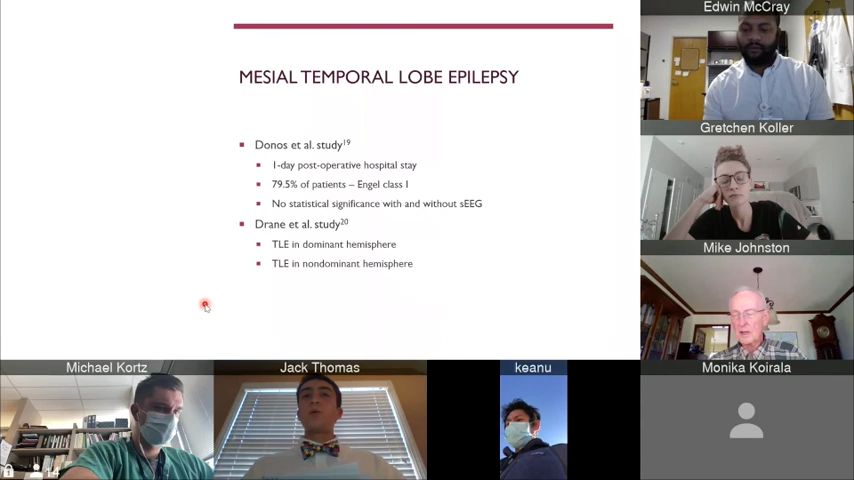 MESIAL TEMPORAL LOBE EPILEPSY
Donos et al. study19
1-day post-operative hospital stay
79.5% of patients – Engel class I
No statistical significance with and without sEEG
Drane et al. study20
TLE in dominant hemisphere
TLE in nondominant hemisphere
Edwin McCray
Gretchen Koller
Mike Johnston
Michael Kortz
Jack Thomas
keanu
Monika Koirala
14